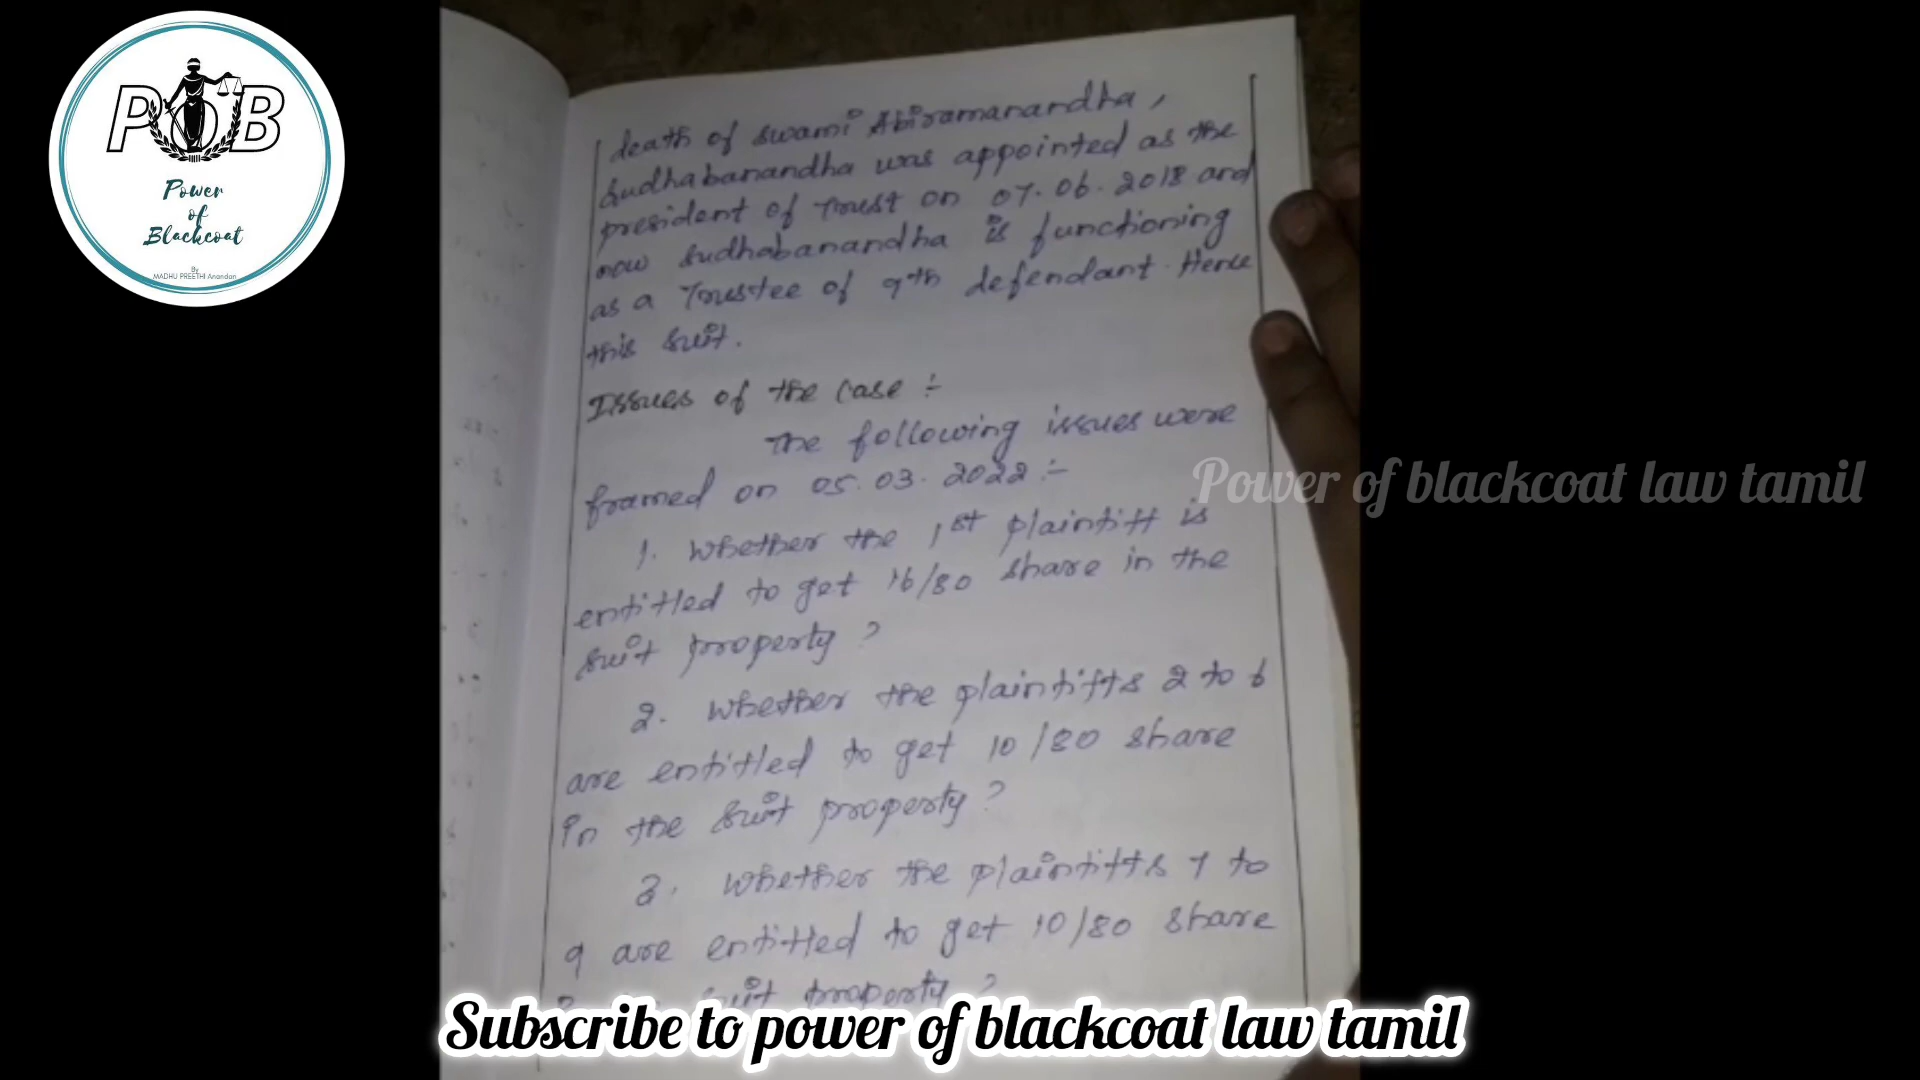 POB
Power
of
Blackcoat
By
MADHU PREETHI Anandan
death of swami Abiramanandha,
Sudhabanandha was appointed as the
president of Trust on 07.06.2018 and
now Sudhabanandha is functioning
as a Trustee of 9th defendant. Hence
this suit.
Issues of the case :-
The following issues were
framed on 05.03.2022 :-
1. Whether the 1st plaintiff is
entitled to get 16/80 share in the
suit property ?
2. Whether the plaintiffs 2 to 6
are entitled to get 10/80 share
in the suit property ?
3. Whether the plaintiffs 7 to
9 are entitled to get 10/80 share
suit property ?
Power of blackcoat law tamil
Subscribe to power of blackcoat law tamil